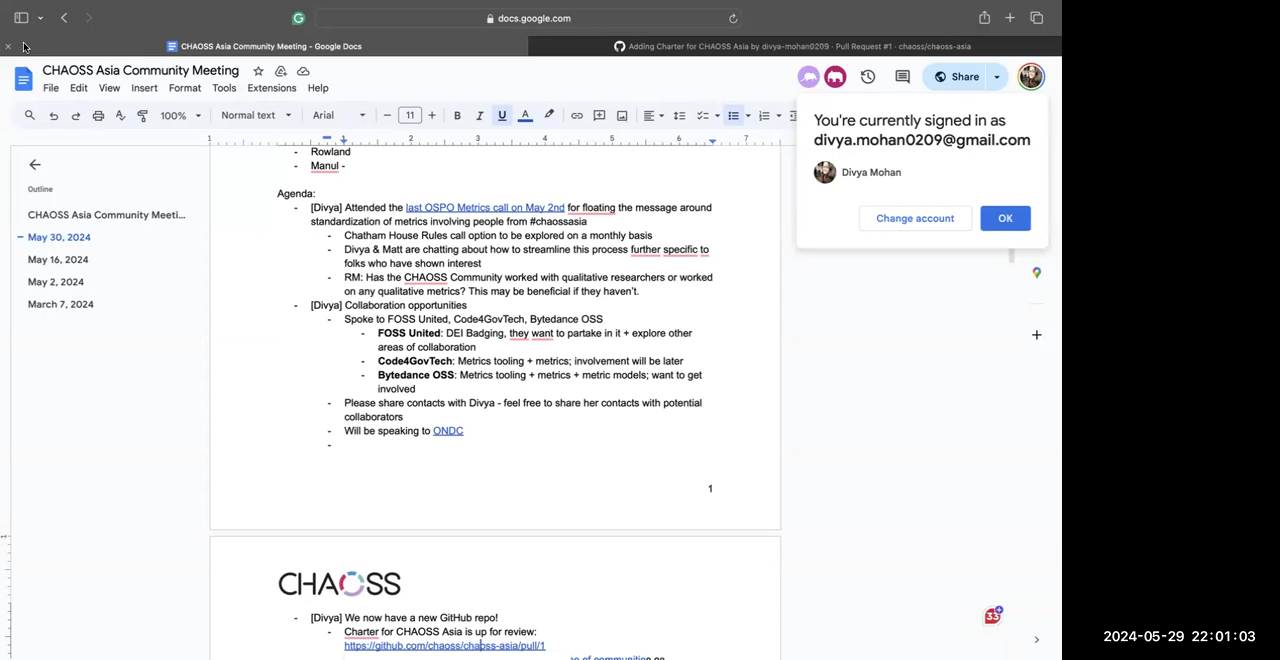 docs.google.com
CHAOSS Asia Community Meeting - Google Docs
Adding Charter for CHAOSS Asia by divya-mohan0209 · Pull Request #1 · chaoss/chaoss-asia
CHAOSS Asia Community Meeting
File Edit View Insert Format Tools Extensions Help
Share
100% Normal text Arial 11
1 1 2 3 4 5 6 7
You're currently signed in as
divya.mohan0209@gmail.com
Divya Mohan
Change account OK
Outline
CHAOSS Asia Community Meeti...
May 30, 2024
May 16, 2024
May 2, 2024
March 7, 2024
- Rowland
- Manul -
Agenda:
- [Divya] Attended the last OSPO Metrics call on May 2nd for floating the message around
standardization of metrics involving people from #chaossasia
- Chatham House Rules call option to be explored on a monthly basis
- Divya & Matt are chatting about how to streamline this process further specific to
folks who have shown interest
- RM: Has the CHAOSS Community worked with qualitative researchers or worked
on any qualitative metrics? This may be beneficial if they haven't.
- [Divya] Collaboration opportunities
- Spoke to FOSS United, Code4GovTech, Bytedance OSS
- FOSS United: DEI Badging, they want to partake in it + explore other
areas of collaboration
- Code4GovTech: Metrics tooling + metrics; involvement will be later
- Bytedance OSS: Metrics tooling + metrics + metric models; want to get
involved
- Please share contacts with Divya - feel free to share her contacts with potential
collaborators
- Will be speaking to ONDC
-
1
CHAOSS
- [Divya] We now have a new GitHub repo!
- Charter for CHAOSS Asia is up for review:
https://github.com/chaoss/chaoss-asia/pull/1
33
2024-05-29 22:01:03